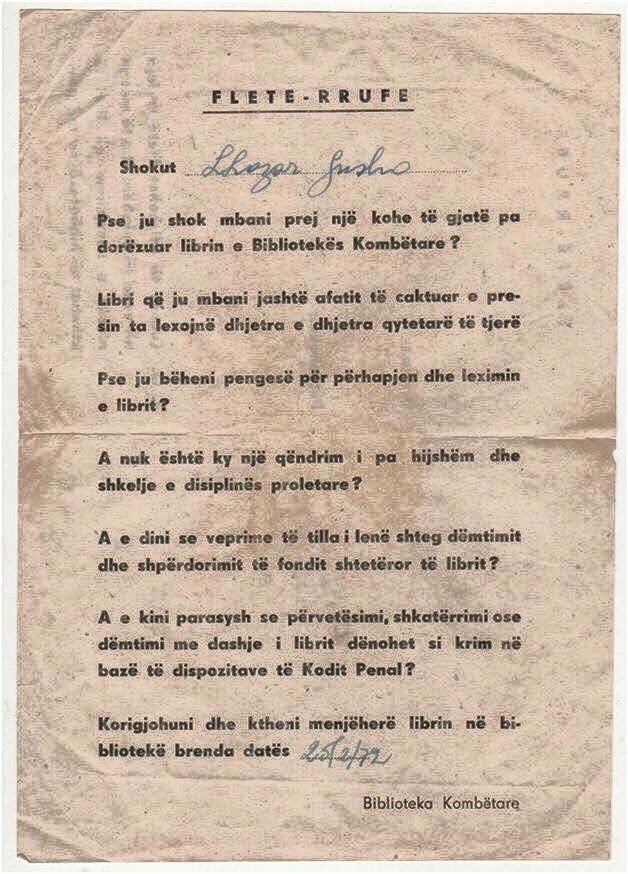 FLETE-RRUFE
Shokut Lhazar Gusho
Pse ju shok mbani prej një kohe të gjatë pa
dorëzuar librin e Bibliotekës Kombëtare?
Libri që ju mbani jashtë afatit të caktuar e pre-
sin ta lexojnë dhjetra e dhjetra qytetarë të tjerë
Pse ju bëheni pengesë për përhapjen dhe leximin
e librit?
A nuk është ky një qëndrim i pa hijshëm dhe
shkelje e disiplinës proletare?
A e dini se veprime të tilla i lenë shteg dëmtimit
dhe shpërdorimit të fondit shtetëror të librit?
A e kini parasysh se përvetësimi, shkatërrimi ose
dëmtimi me dashje i librit dënohet si krim në
bazë të dispozitave të Kodit Penal?
Korigjohuni dhe ktheni menjëherë librin në bi-
bliotekë brenda datës 25/2/72
Biblioteka Kombëtare